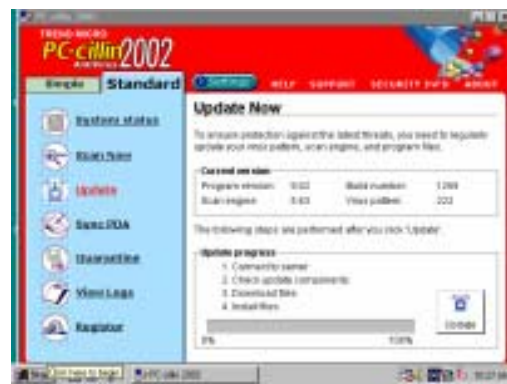 TREND MICRO
PC-cillin 2002
AntiVirus
Simple Standard Settings HELP SUPPORT SECURITY INFO ABOUT
System status
Scan Now
Update
Sync PDA
Quarantine
View Logs
Register
Update Now
To ensure protection against the latest threats, you need to regularly
update your virus pattern, scan engine, and program files.
Current version
Program version: Build number:
Scan engine: Virus pattern:
The following steps are performed after you click 'Update'.
Update progress
1. Connect to server
2. Check update components
3. Download files
4. Install files
Update
0% 100%
Click here to begin